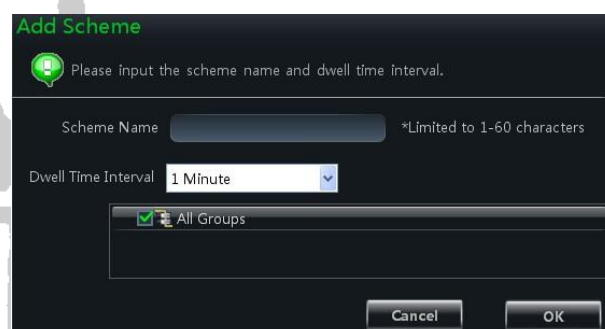 Add Scheme
Please input the scheme name and dwell time interval.
Scheme Name *Limited to 1-60 characters
Dwell Time Interval 1 Minute
All Groups
Cancel OK